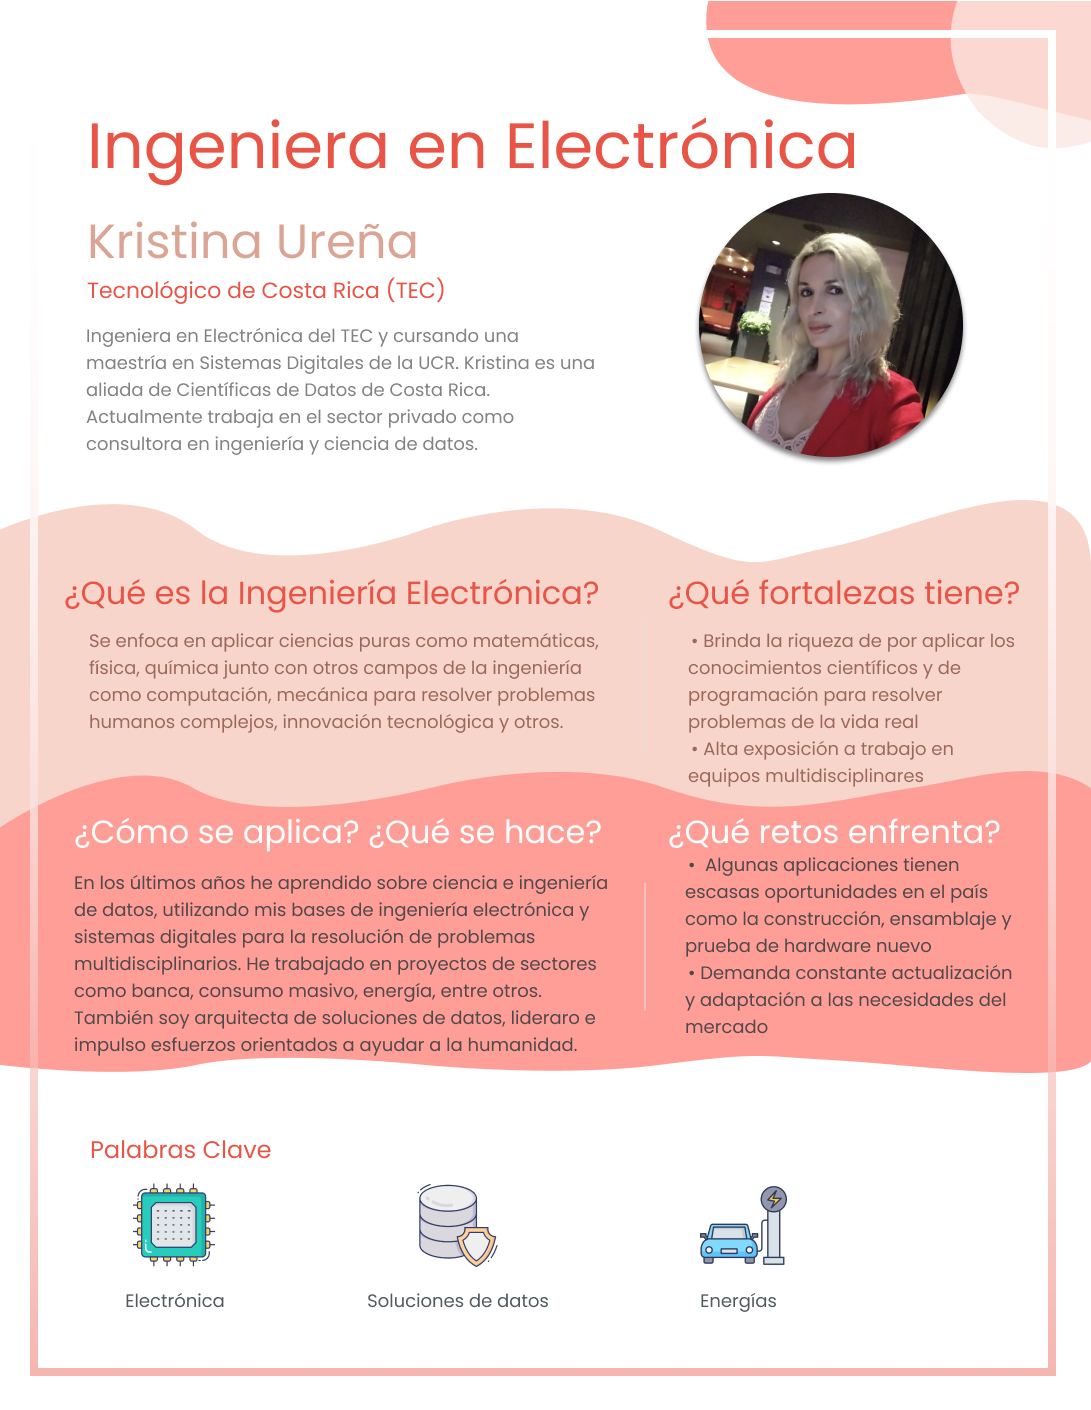 Ingeniera en Electrónica
Kristina Ureña
Tecnológico de Costa Rica (TEC)
Ingeniera en Electrónica del TEC y cursando una
maestría en Sistemas Digitales de la UCR. Kristina es una
aliada de Científicas de Datos de Costa Rica.
Actualmente trabaja en el sector privado como
consultora en ingeniería y ciencia de datos.
¿Qué es la Ingeniería Electrónica?
Se enfoca en aplicar ciencias puras como matemáticas,
física, química junto con otros campos de la ingeniería
como computación, mecánica para resolver problemas
humanos complejos, innovación tecnológica y otros.
¿Qué fortalezas tiene?
• Brinda la riqueza de por aplicar los
conocimientos científicos y de
programación para resolver
problemas de la vida real
• Alta exposición a trabajo en
equipos multidisciplinares
¿Cómo se aplica? ¿Qué se hace?
En los últimos años he aprendido sobre ciencia e ingeniería
de datos, utilizando mis bases de ingeniería electrónica y
sistemas digitales para la resolución de problemas
multidisciplinarios. He trabajado en proyectos de sectores
como banca, consumo masivo, energía, entre otros.
También soy arquitecta de soluciones de datos, lideraro e
impulso esfuerzos orientados a ayudar a la humanidad.
¿Qué retos enfrenta?
• Algunas aplicaciones tienen
escasas oportunidades en el país
como la construcción, ensamblaje y
prueba de hardware nuevo
• Demanda constante actualización
y adaptación a las necesidades del
mercado
Palabras Clave
Electrónica
Soluciones de datos
Energías